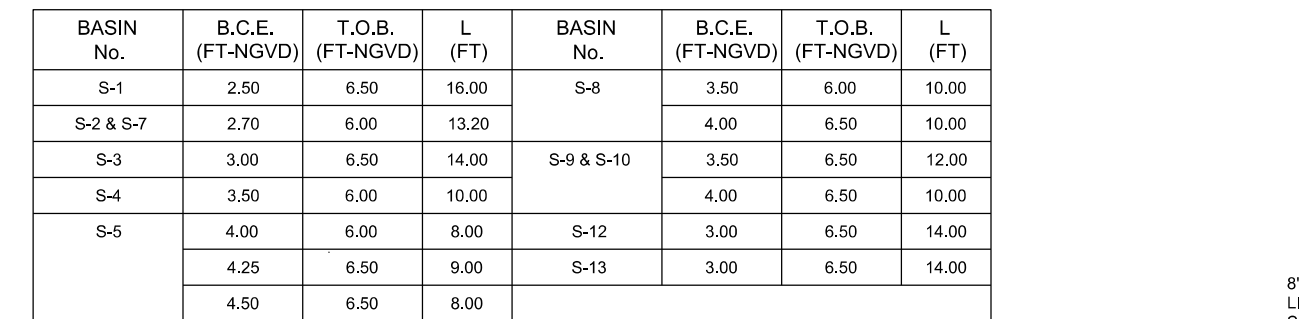 BASIN No. B.C.E. (FT-NGVD) T.O.B. (FT-NGVD) L (FT) BASIN No. B.C.E. (FT-NGVD) T.O.B. (FT-NGVD) L (FT)
S-1 2.50 6.50 16.00 S-8 3.50 6.00 10.00
S-2 & S-7 2.70 6.00 13.20 4.00 6.50 10.00
S-3 3.00 6.50 14.00 S-9 & S-10 3.50 6.50 12.00
S-4 3.50 6.00 10.00 4.00 6.50 10.00
S-5 4.00 6.00 8.00 S-12 3.00 6.50 14.00
4.25 6.50 9.00 S-13 3.00 6.50 14.00
4.50 6.50 8.00
8'